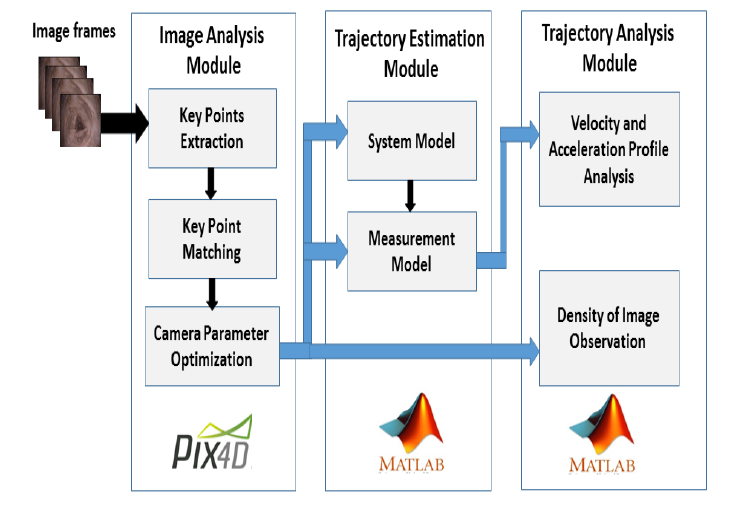 Image frames
Image Analysis
Module
Key Points
Extraction
Key Point
Matching
Camera Parameter
Optimization
PIX4D
Trajectory Estimation
Module
System Model
Measurement
Model
MATLAB
Trajectory Analysis
Module
Velocity and
Acceleration Profile
Analysis
Density of Image
Observation
MATLAB